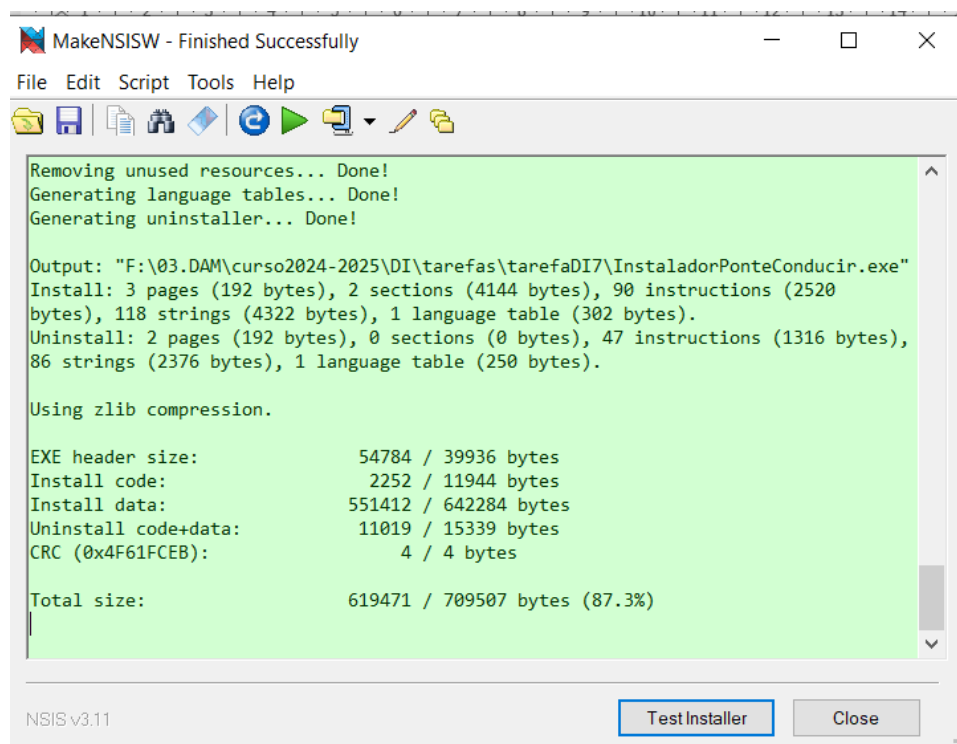 MakeNSISW - Finished Successfully
File Edit Script Tools Help
Removing unused resources... Done!
Generating language tables... Done!
Generating uninstaller... Done!
Output: "F:\03.DAM\curso2024-2025\DI\tarefas\tarefaDI7\InstaladorPonteConducir.exe"
Install: 3 pages (192 bytes), 2 sections (4144 bytes), 90 instructions (2520
bytes), 118 strings (4322 bytes), 1 language table (302 bytes).
Uninstall: 2 pages (192 bytes), 0 sections (0 bytes), 47 instructions (1316 bytes),
86 strings (2376 bytes), 1 language table (250 bytes).
Using zlib compression.
EXE header size: 54784 / 39936 bytes
Install code: 2252 / 11944 bytes
Install data: 551412 / 642284 bytes
Uninstall code+data: 11019 / 15339 bytes
CRC (0x4F61FCEB): 4 / 4 bytes
Total size: 619471 / 709507 bytes (87.3%)
NSIS v3.11
Test Installer
Close